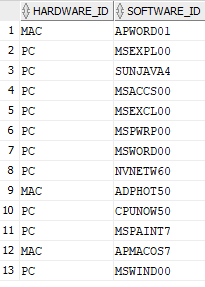 HARDWARE_ID SOFTWARE_ID
1 MAC APWORD01
2 PC MSEXPL00
3 PC SUNJAVA4
4 PC MSACCS00
5 PC MSEXCL00
6 PC MSPWRP00
7 PC MSWORD00
8 PC NVNETW60
9 MAC ADPHOT50
10 PC CPUNOW50
11 PC MSPAINT7
12 MAC APMACOS7
13 PC MSWIND00